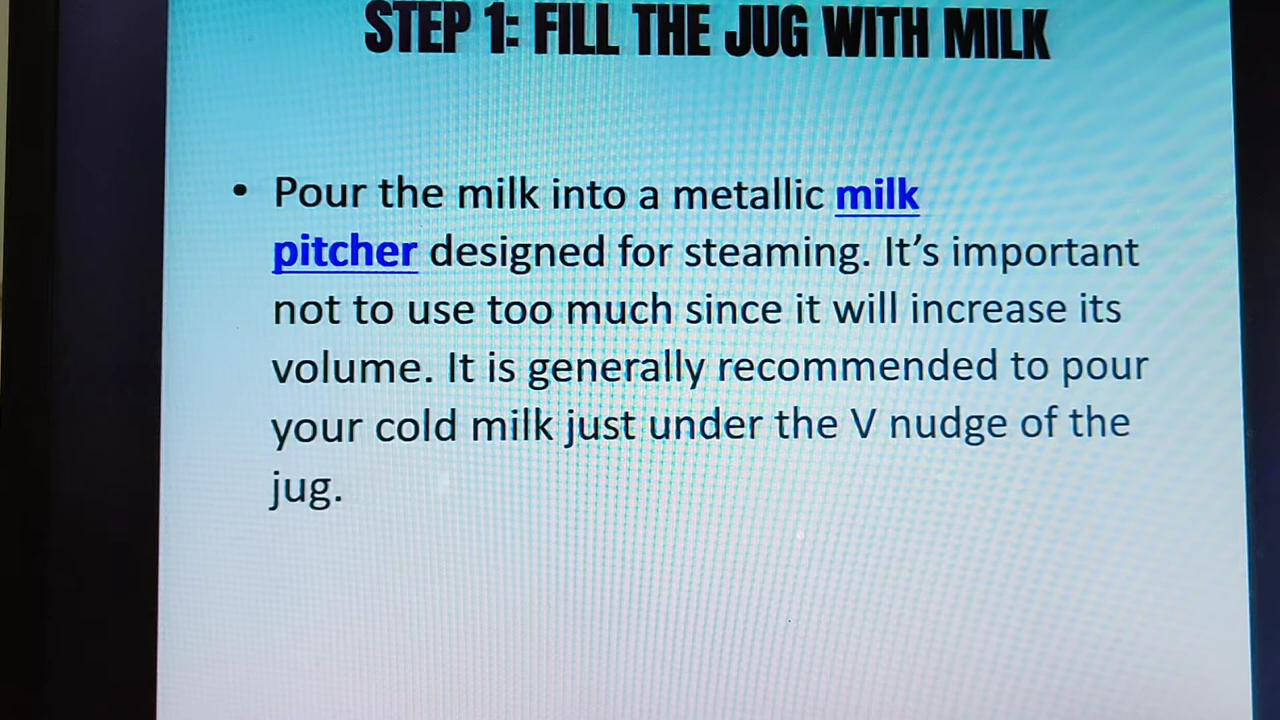 STEP 1: FILL THE JUG WITH MILK
• Pour the milk into a metallic milk
pitcher designed for steaming. It's important
not to use too much since it will increase its
volume. It is generally recommended to pour
your cold milk just under the V nudge of the
jug.